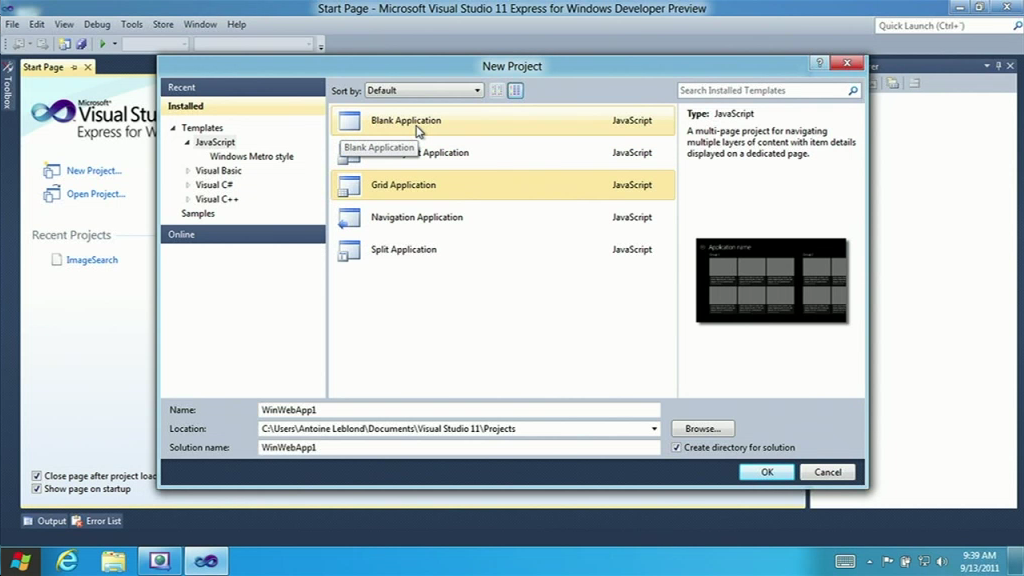 Start Page - Microsoft Visual Studio 11 Express for Windows Developer Preview
File Edit View Debug Tools Store Window Help
Quick Launch (Ctrl+`)
Toolbox
Start Page
Microsoft®
Visual Stu
Express for W
New Project...
Open Project...
Recent Projects
ImageSearch
Close page after project load
Show page on startup
Output Error List
New Project
Recent
Installed
Templates
JavaScript
Windows Metro style
Visual Basic
Visual C#
Visual C++
Samples
Online
Sort by: Default
Search Installed Templates
Blank Application JavaScript
Blank Application
Application JavaScript
Grid Application JavaScript
Navigation Application JavaScript
Split Application JavaScript
Type: JavaScript
A multi-page project for navigating
multiple layers of content with item details
displayed on a dedicated page.
Application name
Name: WinWebApp1
Location: C:\Users\Antoine Leblond\Documents\Visual Studio 11\Projects
Browse...
Solution name: WinWebApp1
Create directory for solution
OK Cancel
9:39 AM
9/13/2011